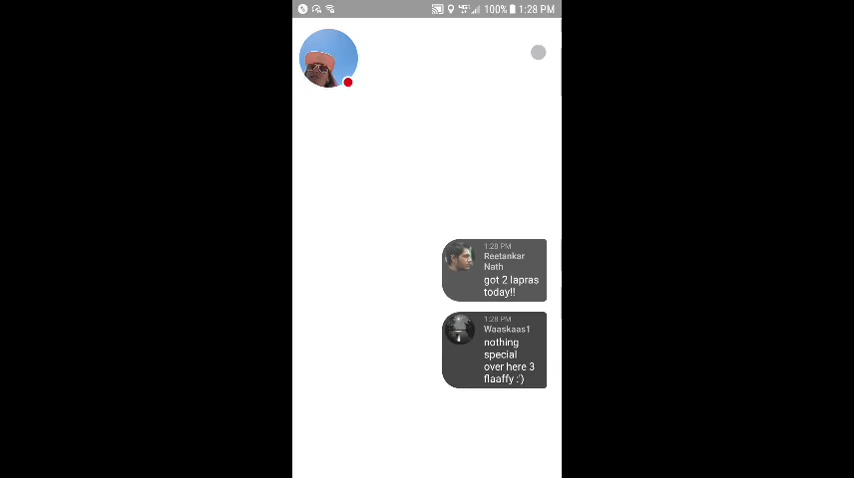 100% 1:28 PM
1:28 PM
Reetankar
Nath
got 2 lapras
today!!
1:28 PM
Waaskaas1
nothing
special
over here 3
flaaffy :')